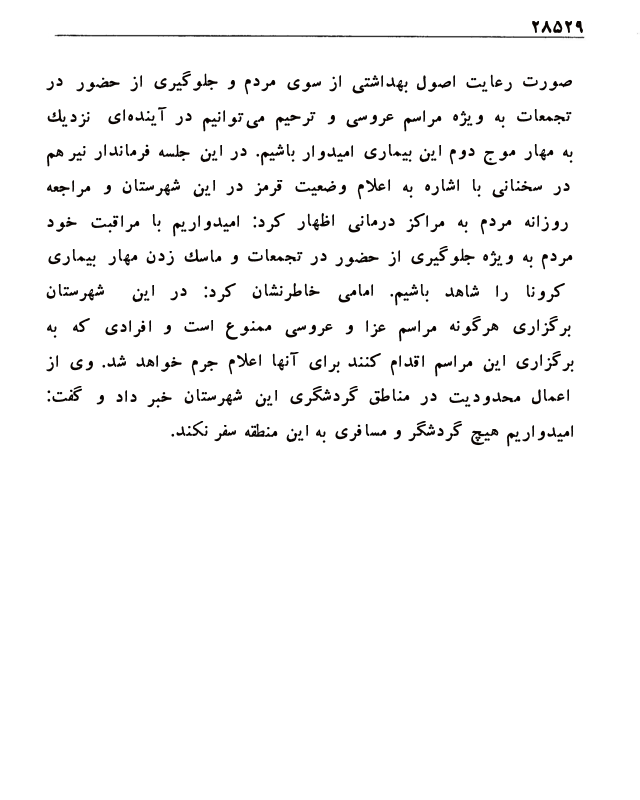 ۲۸۵۲۹
صورت رعایت اصول بهداشتی از سوی مردم و جلوگیری از حضور در
تجمعات به ویژه مراسم عروسی و ترحیم می‌توانیم در آینده‌ای نزدیك
به مهار موج دوم این بیماری امیدوار باشیم. در این جلسه فرماندار نیر هم
در سخنانی با اشاره به اعلام وضعیت قرمز در این شهرستان و مراجعه
روزانه مردم به مراکز درمانی اظهار کرد: امیدواریم با مراقبت خود
مردم به ویژه جلوگیری از حضور در تجمعات و ماسك زدن مهار بیماری
کرونا را شاهد باشیم. امامی خاطرنشان کرد: در این شهرستان
برگزاری هرگونه مراسم عزا و عروسی ممنوع است و افرادی که به
برگزاری این مراسم اقدام کنند برای آنها اعلام جرم خواهد شد. وی از
اعمال محدودیت در مناطق گردشگری این شهرستان خبر داد و گفت:
امیدواریم هیچ گردشگر و مسافری به این منطقه سفر نکند.